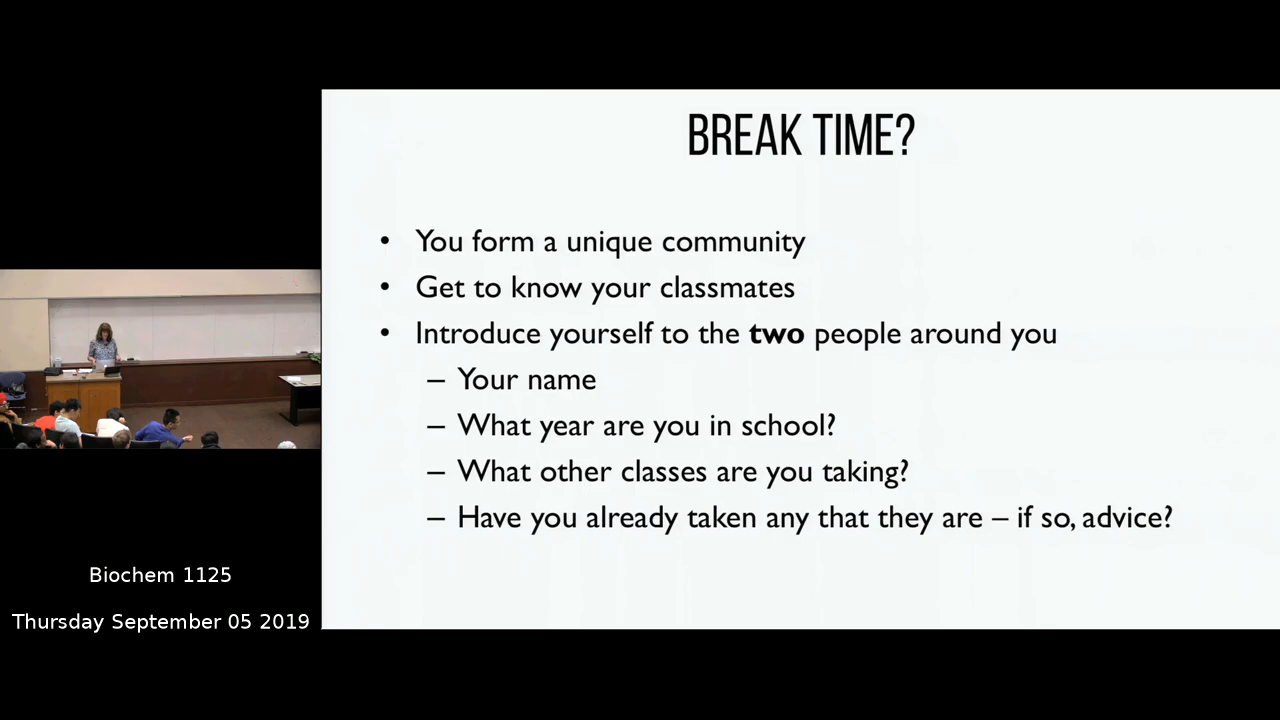 BREAK TIME?
• You form a unique community
• Get to know your classmates
• Introduce yourself to the two people around you
– Your name
– What year are you in school?
– What other classes are you taking?
– Have you already taken any that they are – if so, advice?
Biochem 1125
Thursday September 05 2019